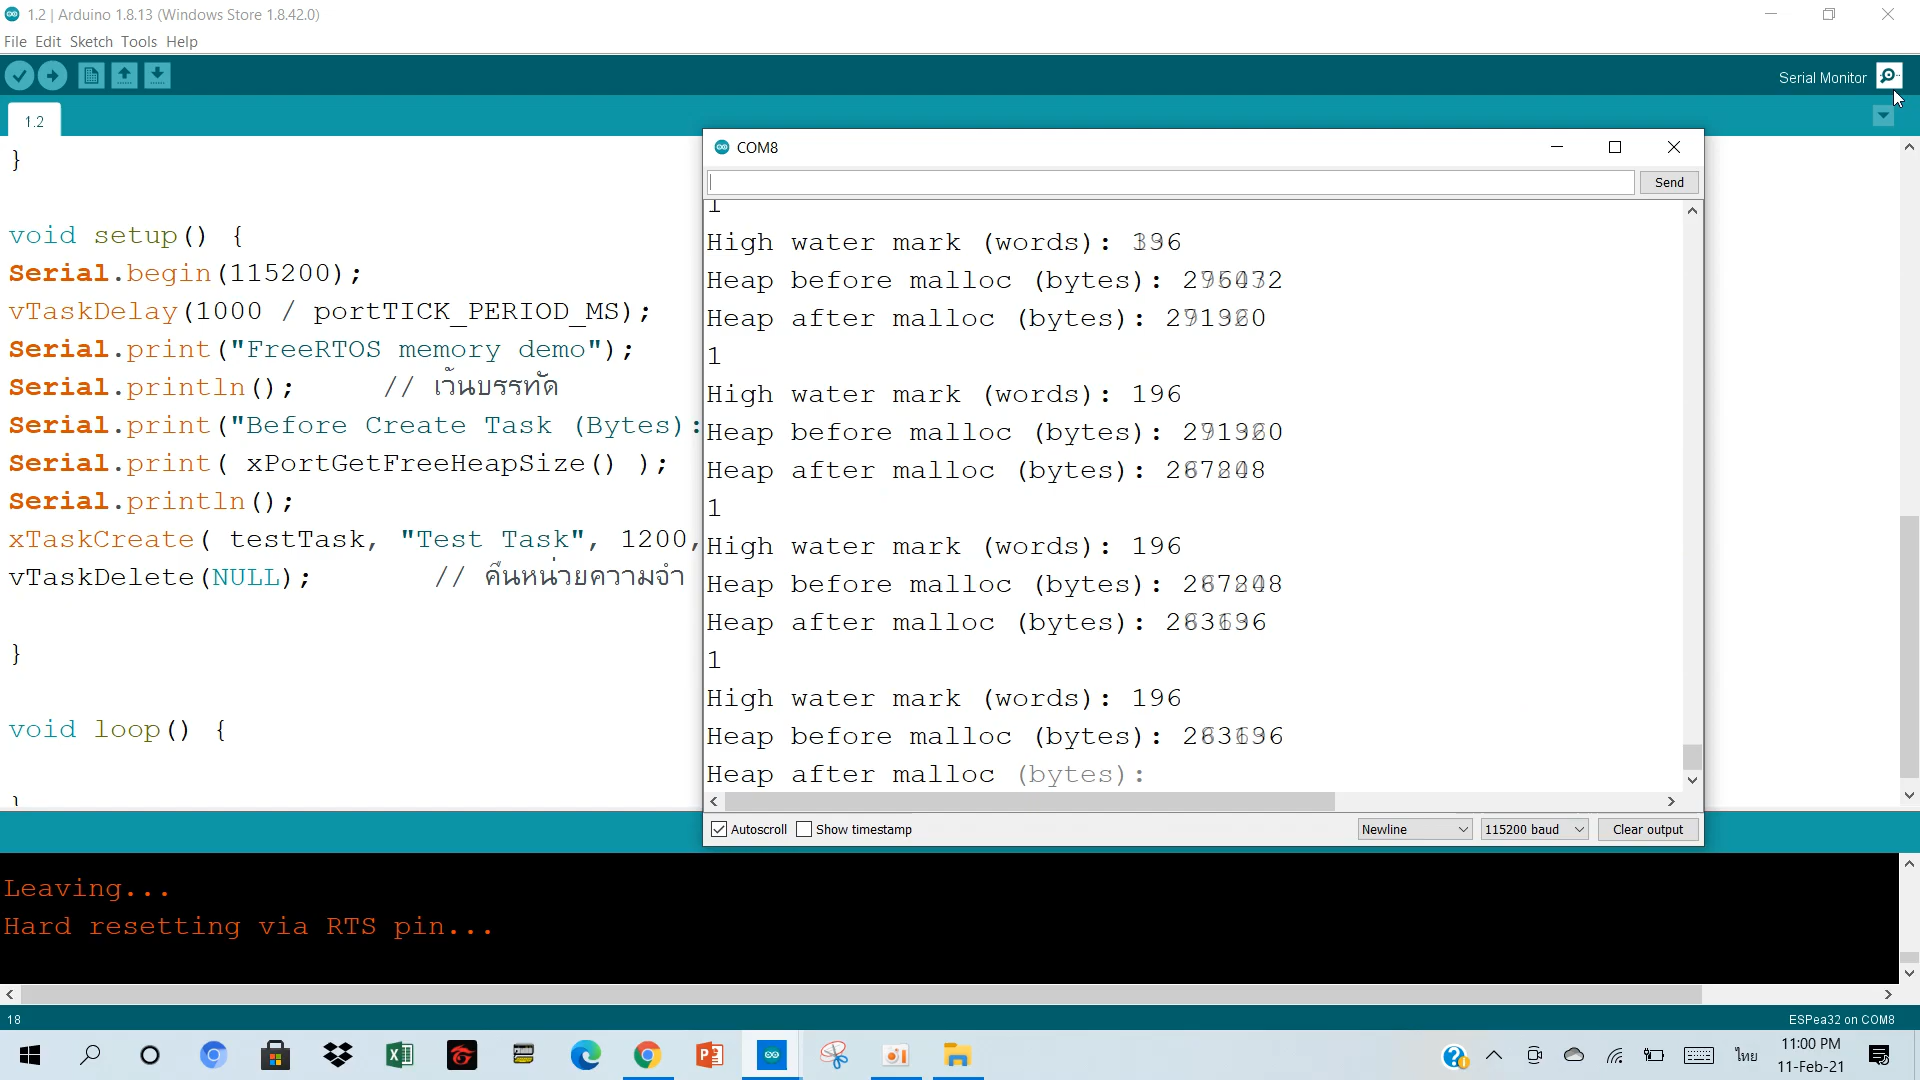 1.2 | Arduino 1.8.13 (Windows Store 1.8.42.0)
File Edit Sketch Tools Help
Serial Monitor
1.2
}
void setup() {
Serial.begin(115200);
vTaskDelay(1000 / portTICK_PERIOD_MS);
Serial.print("FreeRTOS memory demo");
Serial.println(); // เว้นบรรทัด
Serial.print("Before Create Task (Bytes):
Serial.print( xPortGetFreeHeapSize() );
Serial.println();
xTaskCreate( testTask, "Test Task", 1200,
vTaskDelete(NULL); // คืนหน่วยความจำ
}
void loop() {
}
COM8
Send
1
High water mark (words):
Heap before malloc (bytes):
Heap after malloc (bytes):
1
High water mark (words): 196
Heap before malloc (bytes):
Heap after malloc (bytes):
1
High water mark (words): 196
Heap before malloc (bytes):
Heap after malloc (bytes):
1
High water mark (words): 196
Heap before malloc (bytes):
Heap after malloc (bytes):
Autoscroll Show timestamp Newline 115200 baud Clear output
Leaving...
Hard resetting via RTS pin...
18
ESPea32 on COM8
ไทย
11:00 PM
11-Feb-21